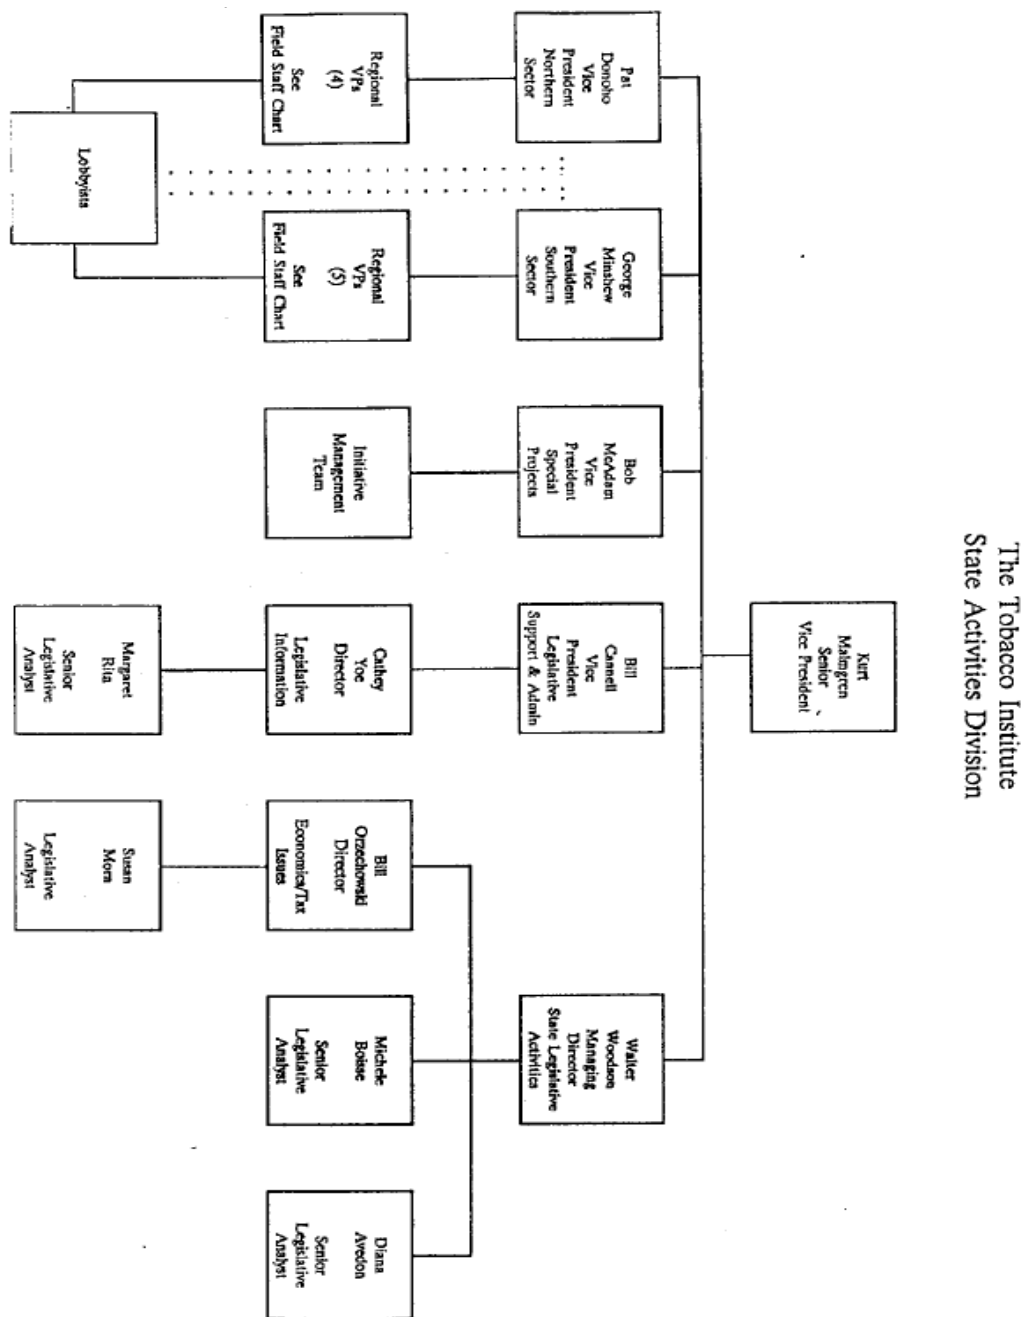 The Tobacco Institute
State Activities Division
Kurt
Malmgren
Senior
Vice President
Pat
Donoho
Vice
President
Northern
Sector
George
Minshew
Vice
President
Southern
Sector
Bob
McAdam
Vice
President
Special
Projects
Bill
Cannell
Vice
President
Legislative
Support & Admin
Walter
Woodson
Managing
Director
State Legislative
Activities
Regional
VPs
(4)
See
Field Staff Chart
Regional
VPs
(5)
See
Field Staff Chart
Initiative
Management
Team
Cathey
Yoe
Director
Legislative
Information
Bill
Orzechowski
Director
Economics/Tax
Issues
Michele
Boisse
Senior
Legislative
Analyst
Diana
Avedon
Senior
Legislative
Analyst
Lobbyists
Margaret
Rita
Senior
Legislative
Analyst
Susan
Morn
Legislative
Analyst